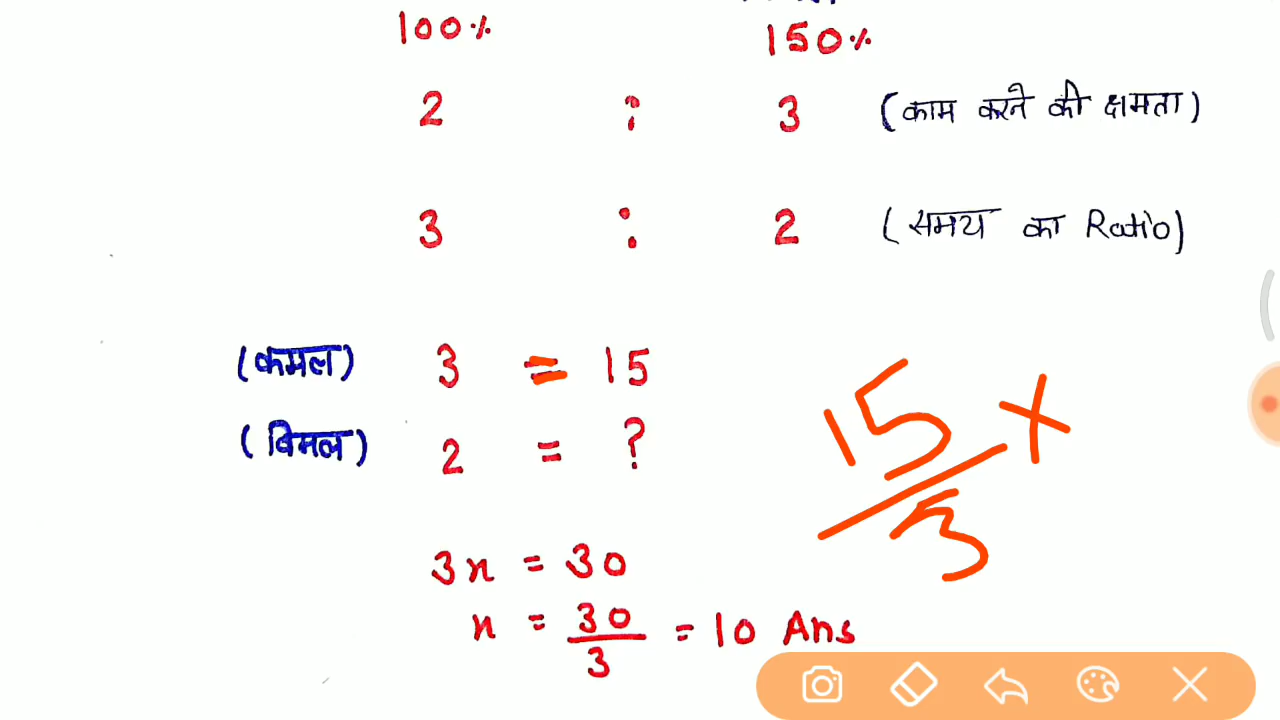 100% 150%
2 : 3 (काम करने की क्षमता)
3 : 2 (समय का Ratio)
(कमल) 3 = 15
(विमल) 2 = ?
15/3 ×
3x = 30
x = 30/3 = 10 Ans